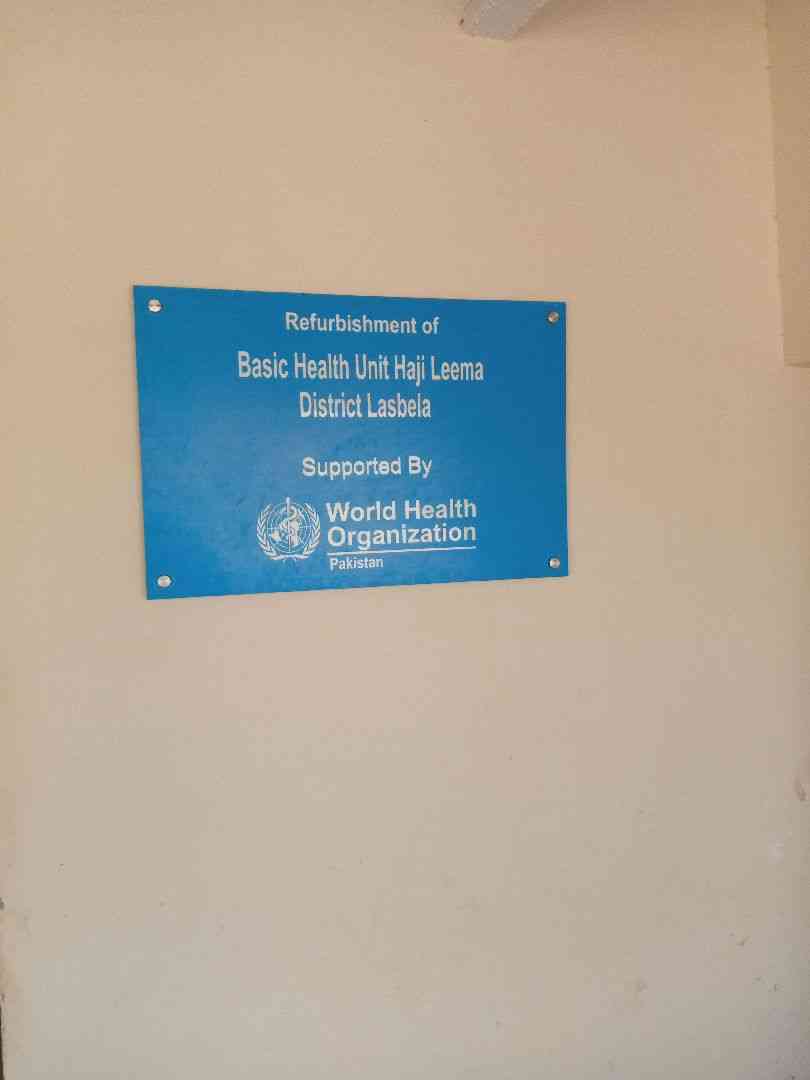 Refurbishment of
Basic Health Unit Haji Leema
District Lasbela
Supported By
World Health
Organization
Pakistan